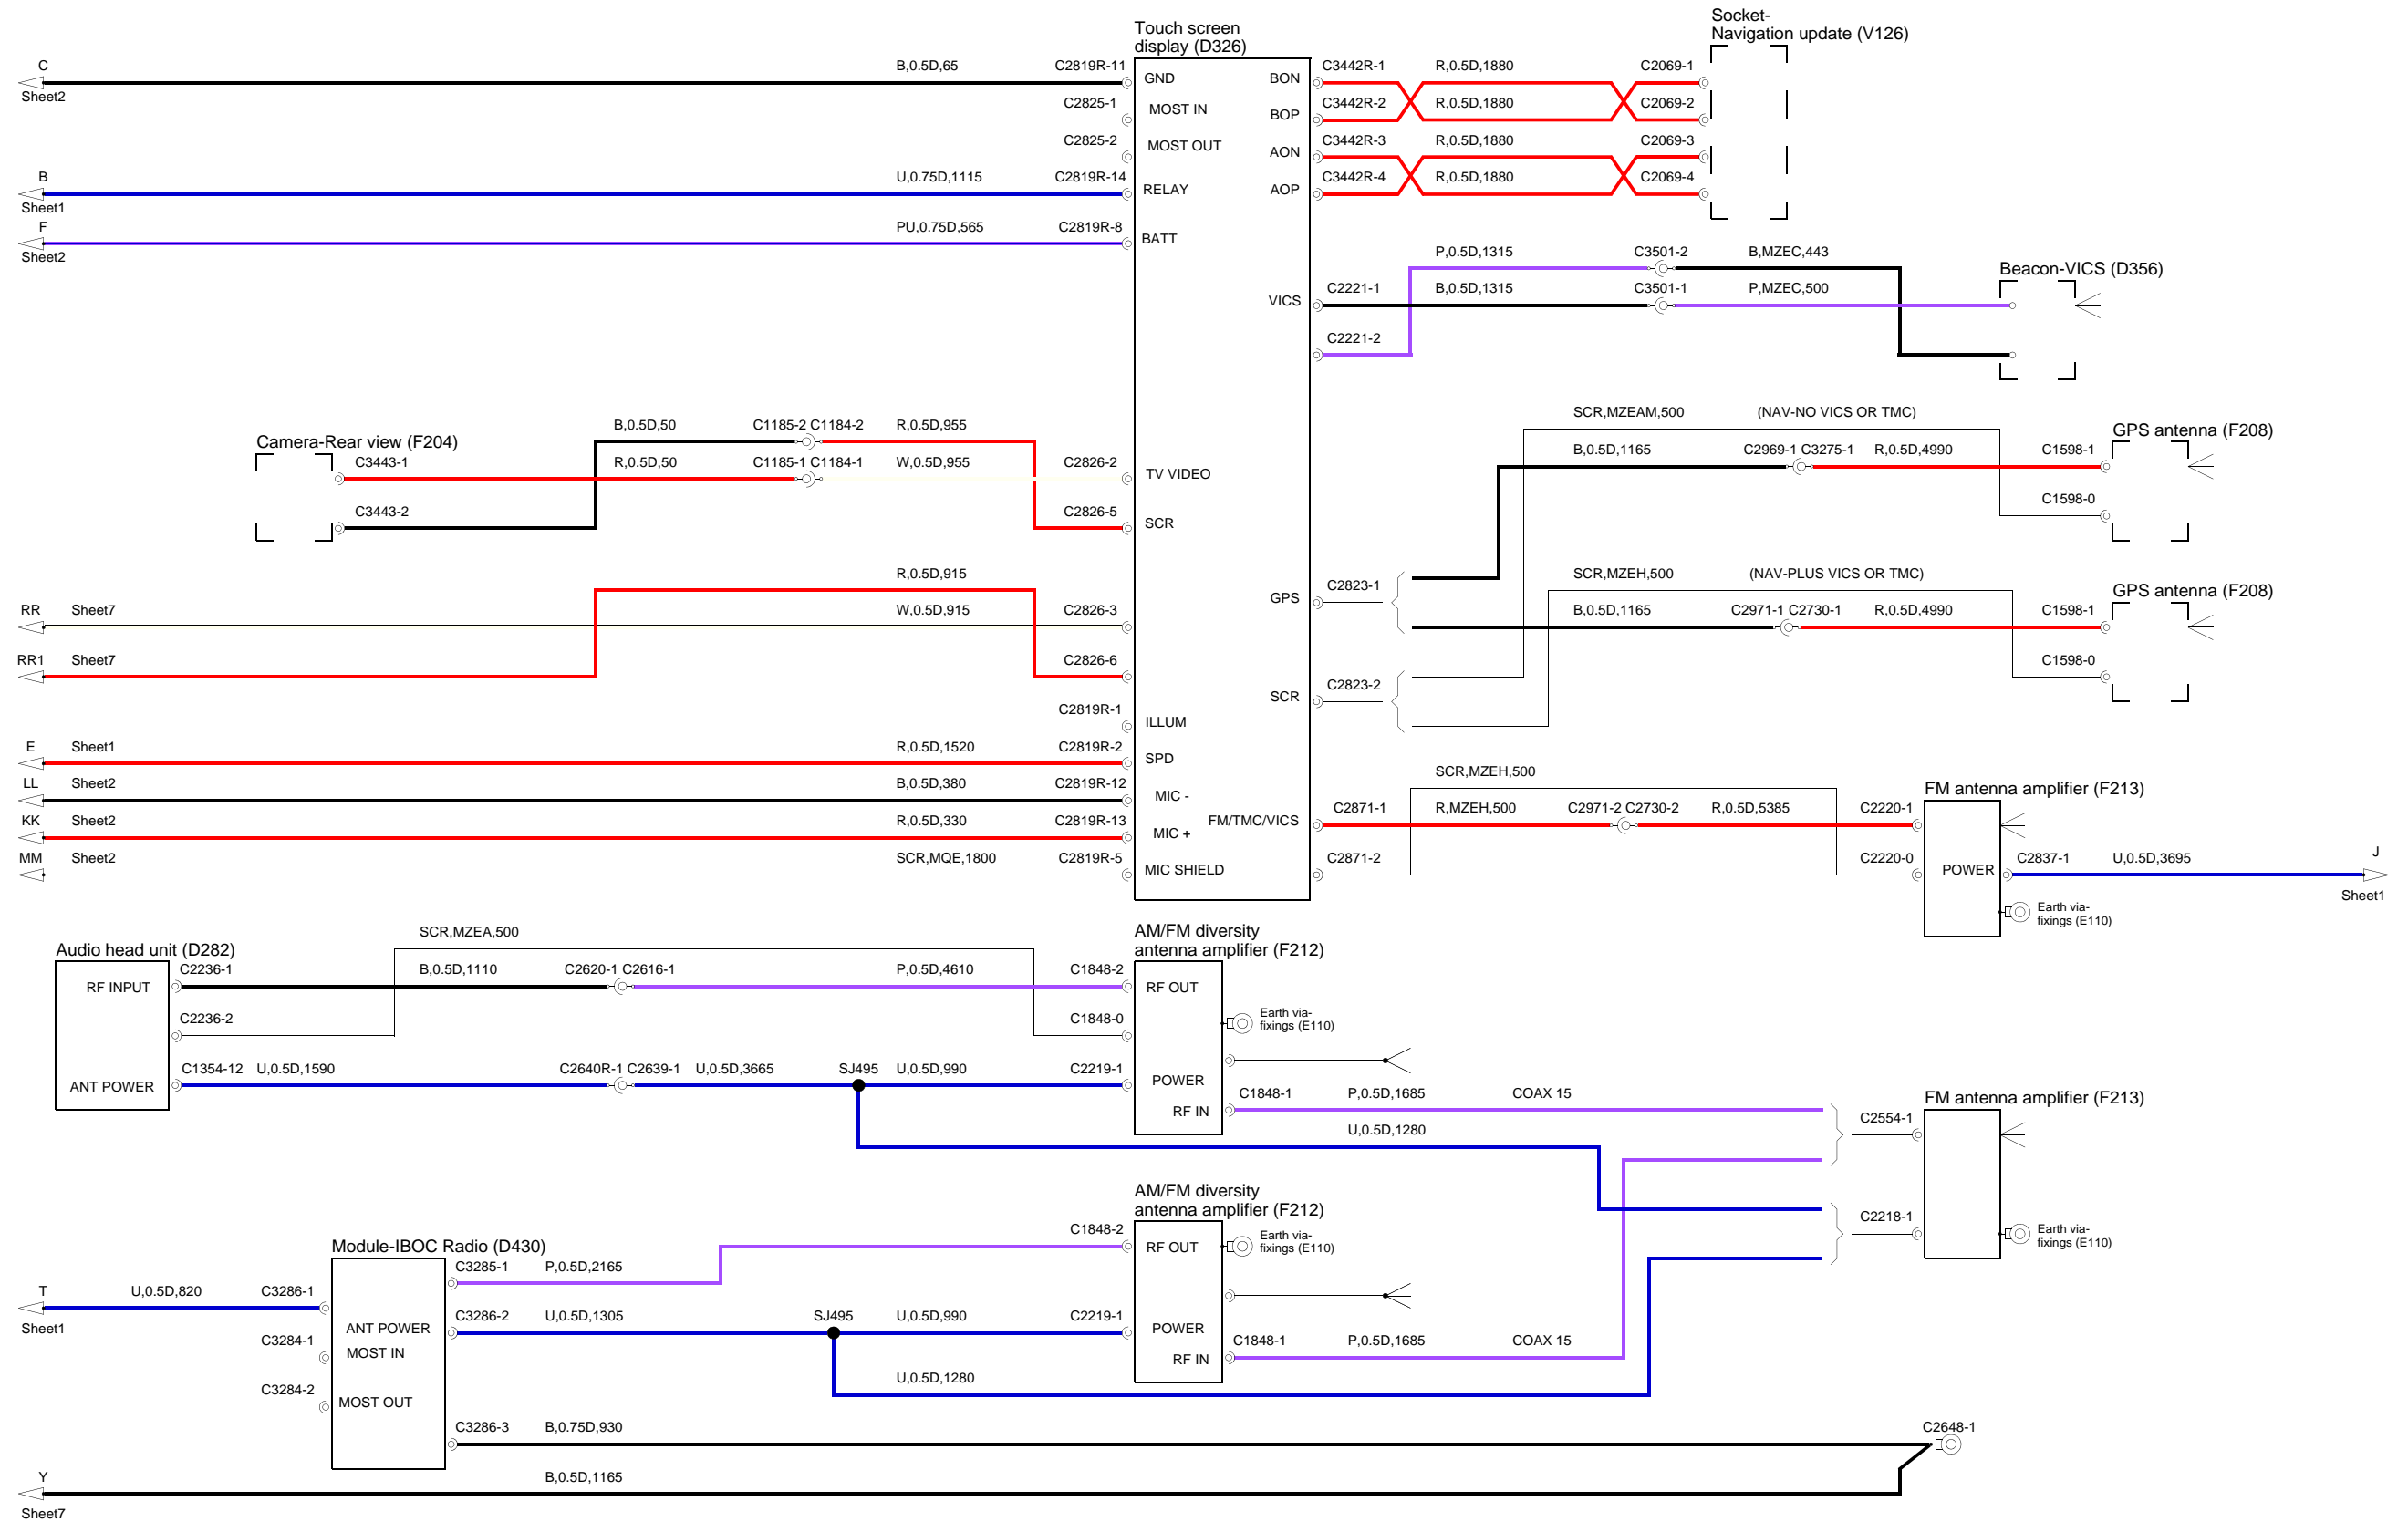 Touch screen
display (D326)
Socket-
Navigation update (V126)
C
Sheet2
B,0.5D,65
C2819R-11
GND
BON
C3442R-1
R,0.5D,1880
C2069-1
C2825-1
MOST IN
BOP
C3442R-2
R,0.5D,1880
C2069-2
C2825-2
MOST OUT
AON
C3442R-3
R,0.5D,1880
C2069-3
B
Sheet1
U,0.75D,1115
C2819R-14
RELAY
AOP
C3442R-4
R,0.5D,1880
C2069-4
F
Sheet2
PU,0.75D,565
C2819R-8
BATT
P,0.5D,1315
C3501-2
B,MZEC,443
Beacon-VICS (D356)
VICS
C2221-1
B,0.5D,1315
C3501-1
P,MZEC,500
C2221-2
Camera-Rear view (F204)
B,0.5D,50
C1185-2 C1184-2
R,0.5D,955
C3443-1
R,0.5D,50
C1185-1 C1184-1
W,0.5D,955
C2826-2
TV VIDEO
C3443-2
C2826-5
SCR
SCR,MZEAM,500
(NAV-NO VICS OR TMC)
GPS antenna (F208)
B,0.5D,1165
C2969-1 C3275-1
R,0.5D,4990
C1598-1
C1598-0
R,0.5D,915
RR
Sheet7
W,0.5D,915
C2826-3
GPS
C2823-1
SCR,MZEH,500
(NAV-PLUS VICS OR TMC)
GPS antenna (F208)
B,0.5D,1165
C2971-1 C2730-1
R,0.5D,4990
C1598-1
RR1
Sheet7
C2826-6
SCR
C2823-2
C1598-0
C2819R-1
ILLUM
E
Sheet1
R,0.5D,1520
C2819R-2
SPD
LL
Sheet2
B,0.5D,380
C2819R-12
MIC -
SCR,MZEH,500
FM antenna amplifier (F213)
KK
Sheet2
R,0.5D,330
C2819R-13
MIC +
FM/TMC/VICS
C2871-1
R,MZEH,500
C2971-2 C2730-2
R,0.5D,5385
C2220-1
MM
Sheet2
SCR,MQE,1800
C2819R-5
MIC SHIELD
C2871-2
C2220-0
POWER
C2837-1
U,0.5D,3695
J
Sheet1
Earth via-
fixings (E110)
Audio head unit (D282)
SCR,MZEA,500
AM/FM diversity
antenna amplifier (F212)
RF INPUT
C2236-1
B,0.5D,1110
C2620-1 C2616-1
P,0.5D,4610
C1848-2
RF OUT
C2236-2
C1848-0
Earth via-
fixings (E110)
ANT POWER
C1354-12
U,0.5D,1590
C2640R-1 C2639-1
U,0.5D,3665
SJ495
U,0.5D,990
C2219-1
POWER
RF IN
C1848-1
P,0.5D,1685
COAX 15
U,0.5D,1280
FM antenna amplifier (F213)
C2554-1
C2218-1
Earth via-
fixings (E110)
AM/FM diversity
antenna amplifier (F212)
Module-IBOC Radio (D430)
C1848-2
RF OUT
Earth via-
fixings (E110)
C3285-1
P,0.5D,2165
T
Sheet1
U,0.5D,820
C3286-1
ANT POWER
C3286-2
U,0.5D,1305
SJ495
U,0.5D,990
C2219-1
POWER
C3284-1
MOST IN
RF IN
C1848-1
P,0.5D,1685
COAX 15
C3284-2
MOST OUT
U,0.5D,1280
C3286-3
B,0.75D,930
C2648-1
Y
Sheet7
B,0.5D,1165